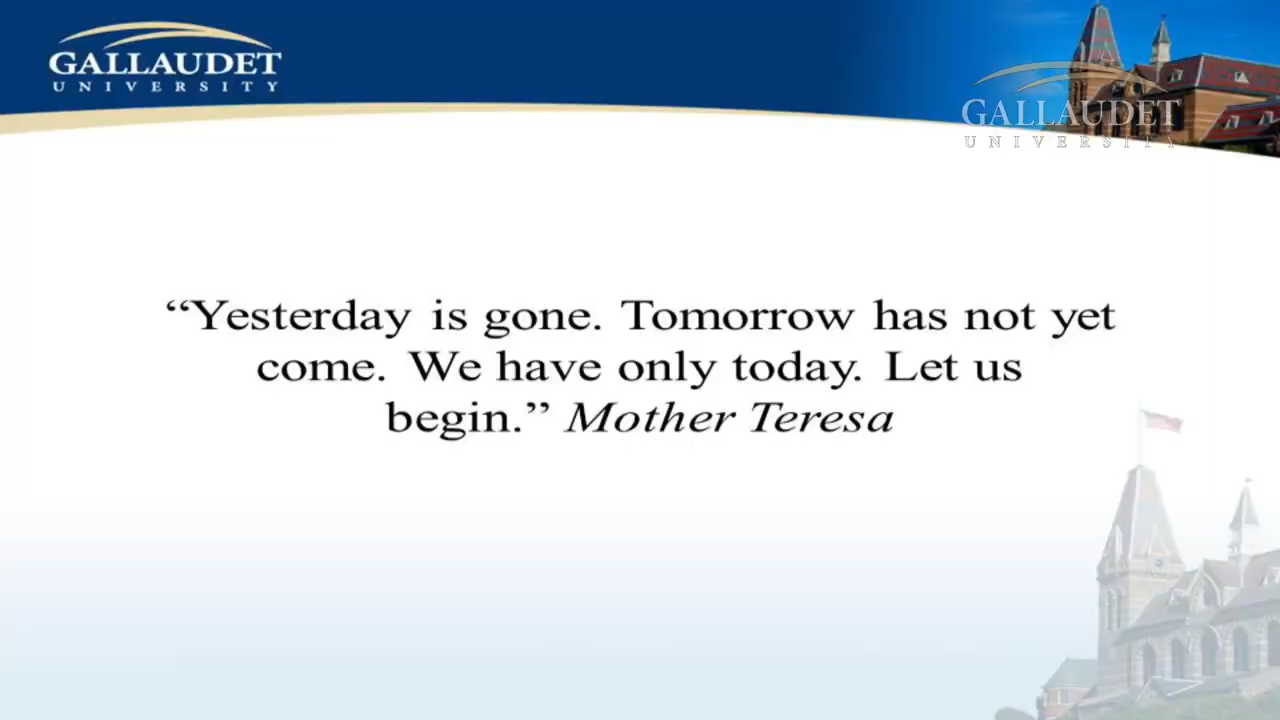 GALLAUDET
UNIVERSITY
GALLAUDET
UNIVERSITY
“Yesterday is gone. Tomorrow has not yet
come. We have only today. Let us
begin.” Mother Teresa